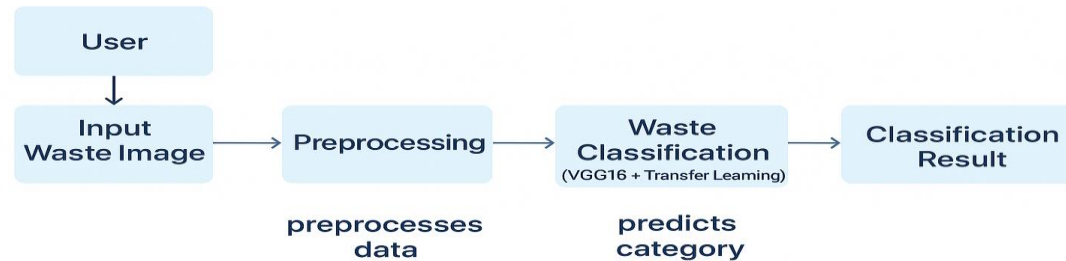 User
Input
Waste Image
Preprocessing
Waste
Classification
(VGG16 + Transfer Leaming)
Classification
Result
preprocesses
data
predicts
category